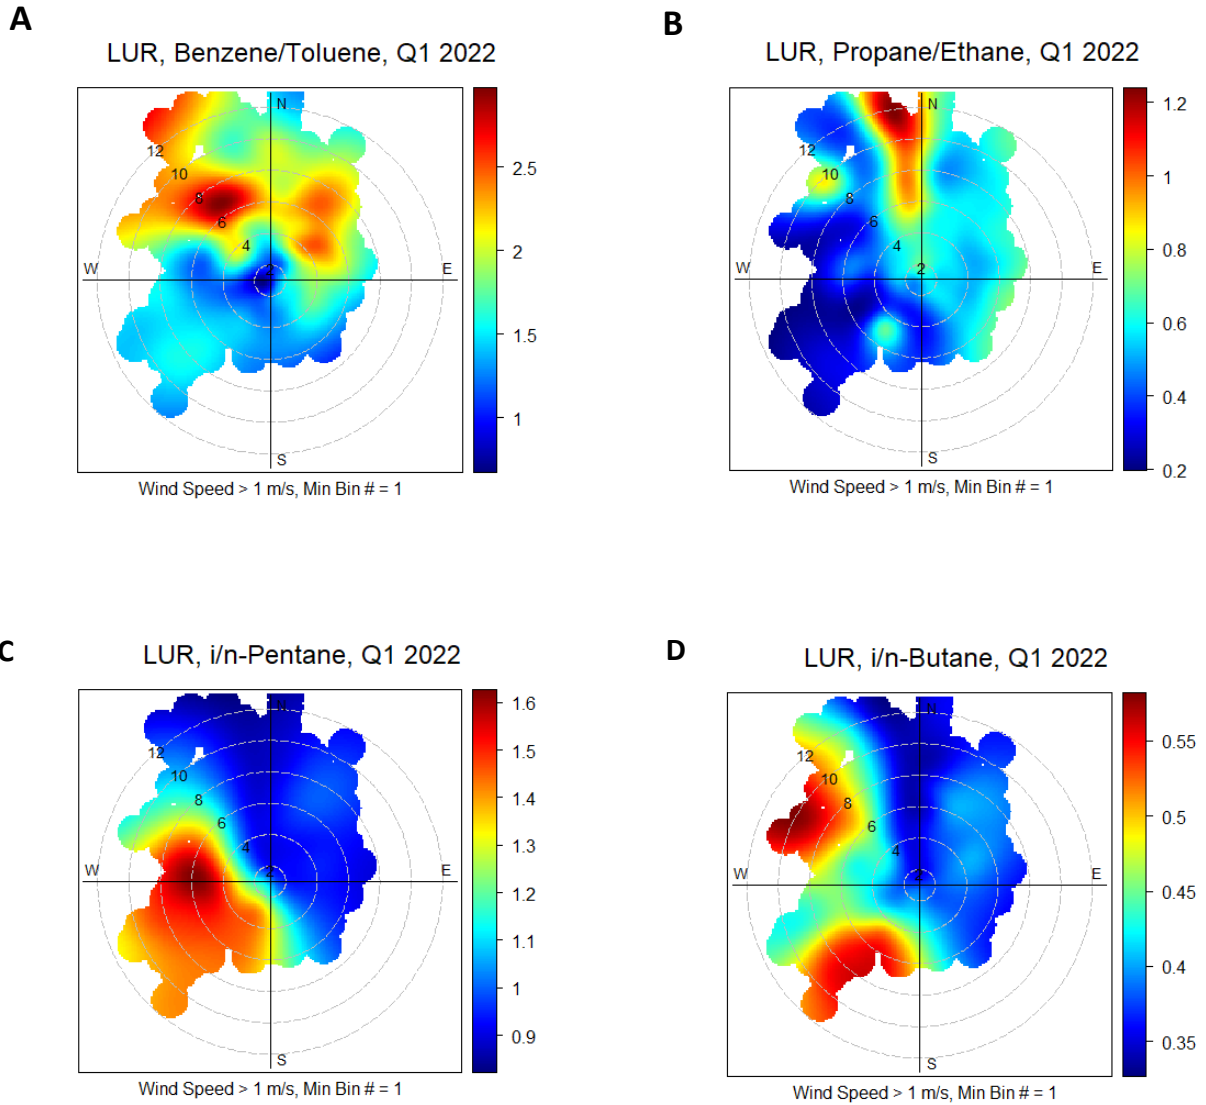 A
B
LUR, Benzene/Toluene, Q1 2022
LUR, Propane/Ethane, Q1 2022
N
12
10
8
6
4
2
W
E
S
2.5
2
1.5
1
Wind Speed > 1 m/s, Min Bin # = 1
N
12
10
8
6
4
2
W
E
S
1.2
1
0.8
0.6
0.4
0.2
Wind Speed > 1 m/s, Min Bin # = 1
C
D
LUR, i/n-Pentane, Q1 2022
LUR, i/n-Butane, Q1 2022
N
12
10
8
6
4
2
W
E
S
1.6
1.5
1.4
1.3
1.2
1.1
1
0.9
Wind Speed > 1 m/s, Min Bin # = 1
N
12
10
8
6
4
2
W
E
S
0.55
0.5
0.45
0.4
0.35
Wind Speed > 1 m/s, Min Bin # = 1